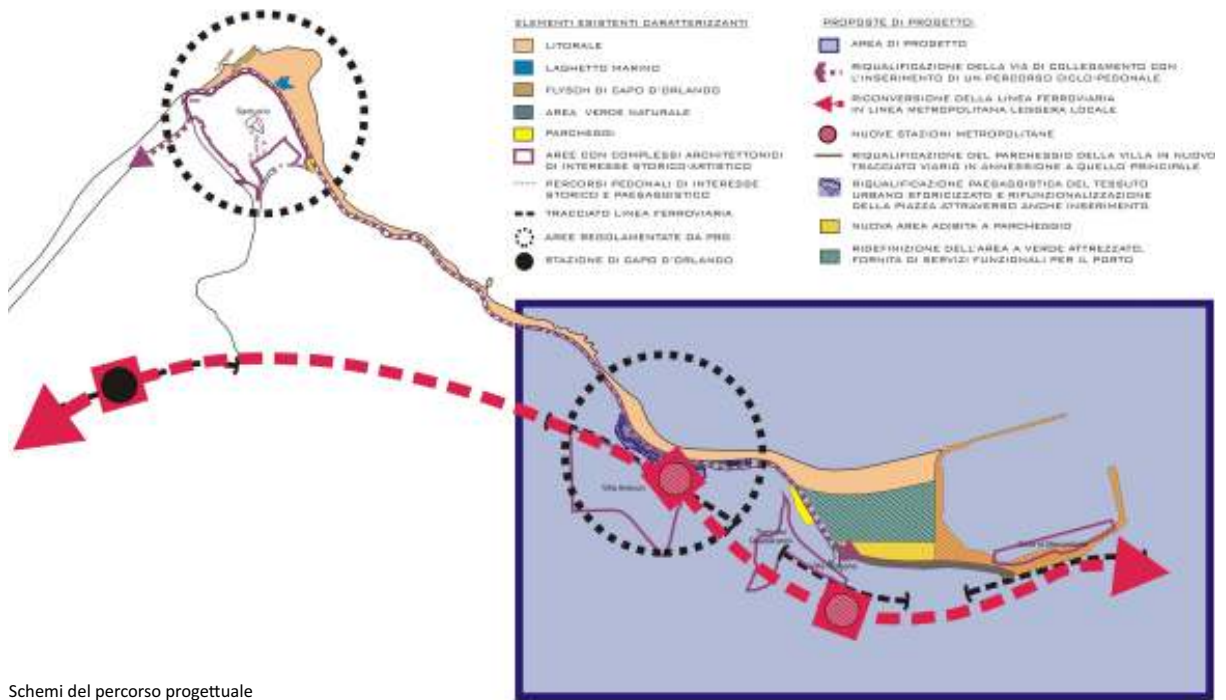 ELEMENTI ESISTENTI CARATTERIZZANTI
LITORALE
LAGHETTO MARINO
FLYSCH DI CAPO D'ORLANDO
AREA VERDE NATURALE
PARCHEGGI
AREE CON COMPLESSI ARCHITETTONICI
DI INTERESSE STORICO-ARTISTICO
PERCORSI PEDONALI DI INTERESSE
STORICO E PAESAGGISTICO
TRACCIATO LINEA FERROVIARIA
AREE REGOLAMENTATE DA PRG
STAZIONE DI CAPO D'ORLANDO
PROPOSTE DI PROGETTO:
AREA DI PROGETTO
RIQUALIFICAZIONE DELLA VIA DI COLLEGAMENTO CON
L'INSERIMENTO DI UN PERCORSO CICLO-PEDONALE
RICONVERSIONE DELLA LINEA FERROVIARIA
IN LINEA METROPOLITANA LEGGERA LOCALE
NUOVE STAZIONI METROPOLITANE
RIQUALIFICAZIONE DEL PARCHEGGIO DELLA VILLA IN NUOVO
TRACCIATO VIARIO IN ANNESSIONE A QUELLO PRINCIPALE
RIQUALIFICAZIONE PAESAGGISTICA DEL TESSUTO
URBANO STORICIZZATO E RIFUNZIONALIZZAZIONE
DELLA PIAZZA ATTRAVERSO ANCHE INSERIMENTO
NUOVA AREA ADIBITA A PARCHEGGIO
RIDEFINIZIONE DELL'AREA A VERDE ATTREZZATO,
FORNITA DI SERVIZI FUNZIONALI PER IL PORTO
Santuario
Villa
Schemi del percorso progettuale